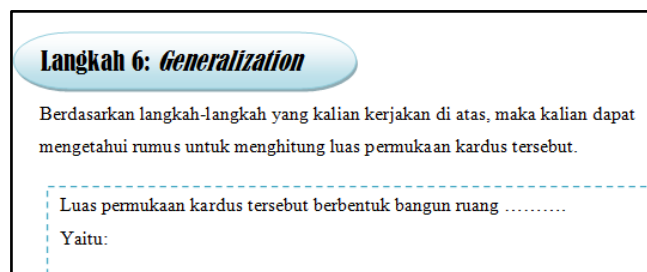 Langkah 6: Generalization
Berdasarkan langkah-langkah yang kalian kerjakan di atas, maka kalian dapat
mengetahui rumus untuk menghitung luas permukaan kardus tersebut.
Luas permukaan kardus tersebut berbentuk bangun ruang ……….
Yaitu: